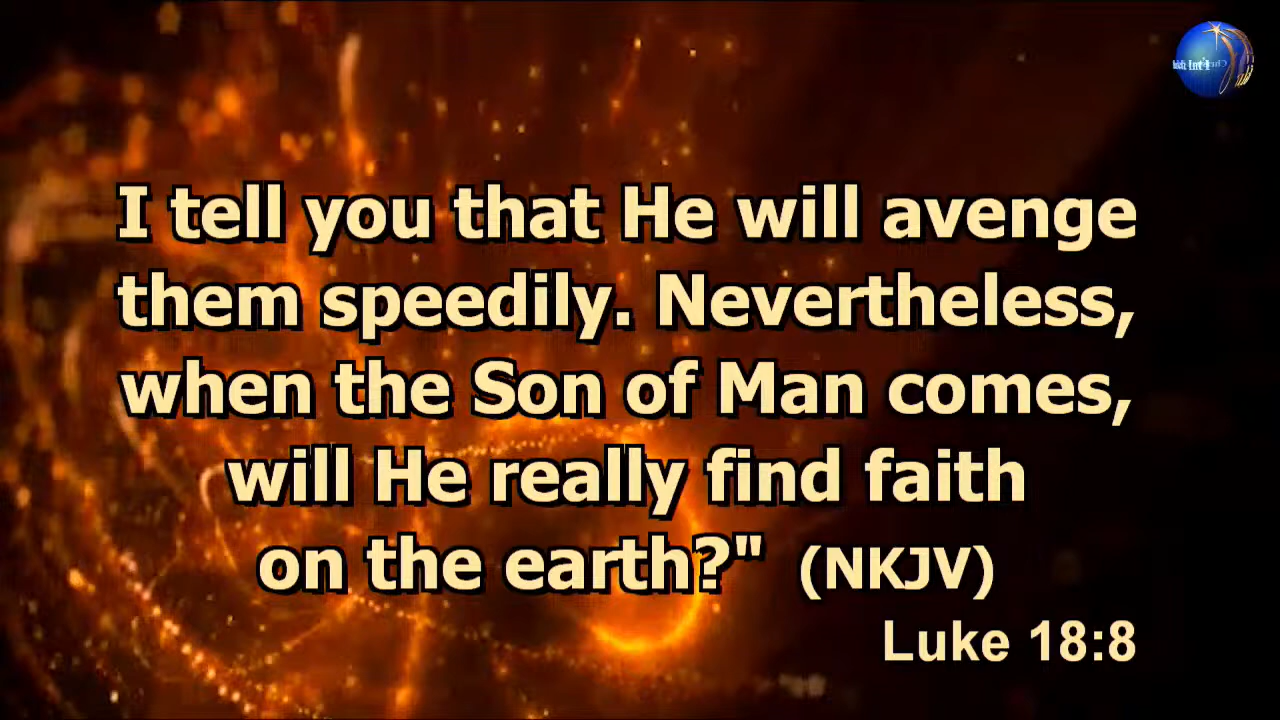 I tell you that He will avenge
them speedily. Nevertheless,
when the Son of Man comes,
will He really find faith
on the earth?" (NKJV)
Luke 18:8